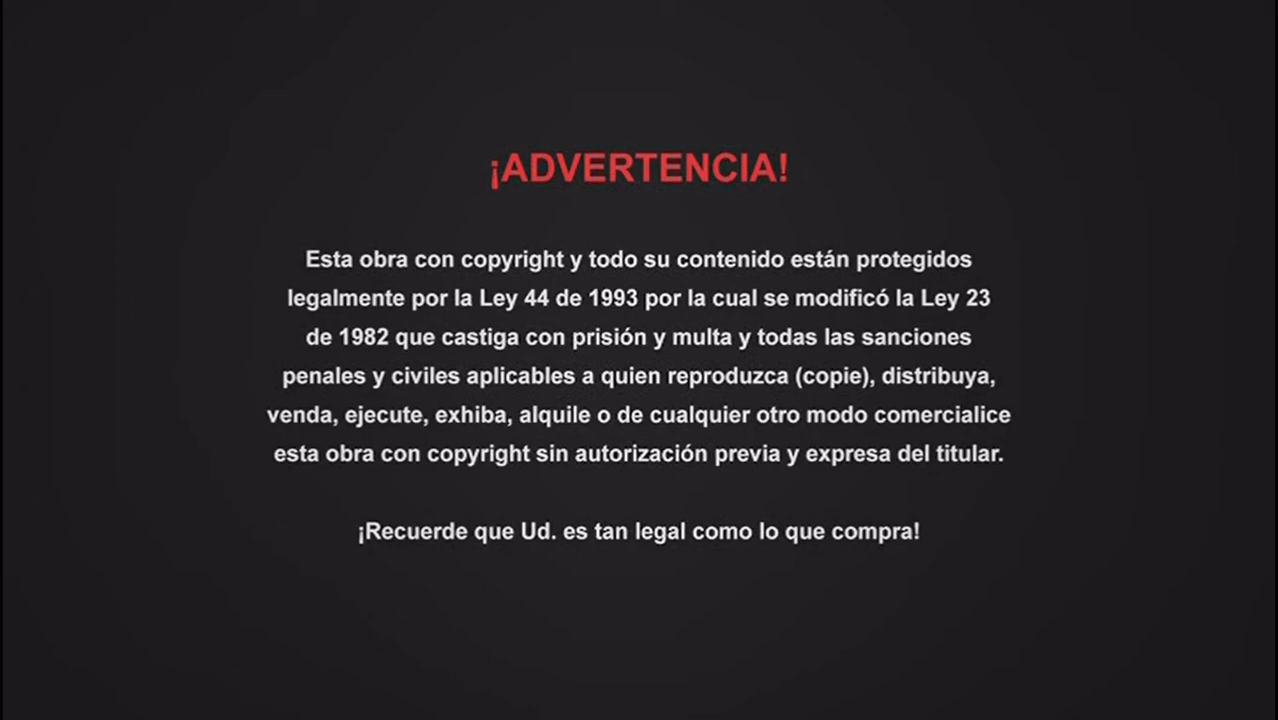 ¡ADVERTENCIA!
Esta obra con copyright y todo su contenido están protegidos
legalmente por la Ley 44 de 1993 por la cual se modificó la Ley 23
de 1982 que castiga con prisión y multa y todas las sanciones
penales y civiles aplicables a quien reproduzca (copie), distribuya,
venda, ejecute, exhiba, alquile o de cualquier otro modo comercialice
esta obra con copyright sin autorización previa y expresa del titular.
¡Recuerde que Ud. es tan legal como lo que compra!